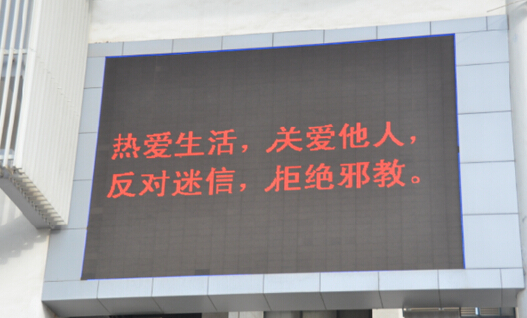 热爱生活，关爱他人，
反对迷信，拒绝邪教。